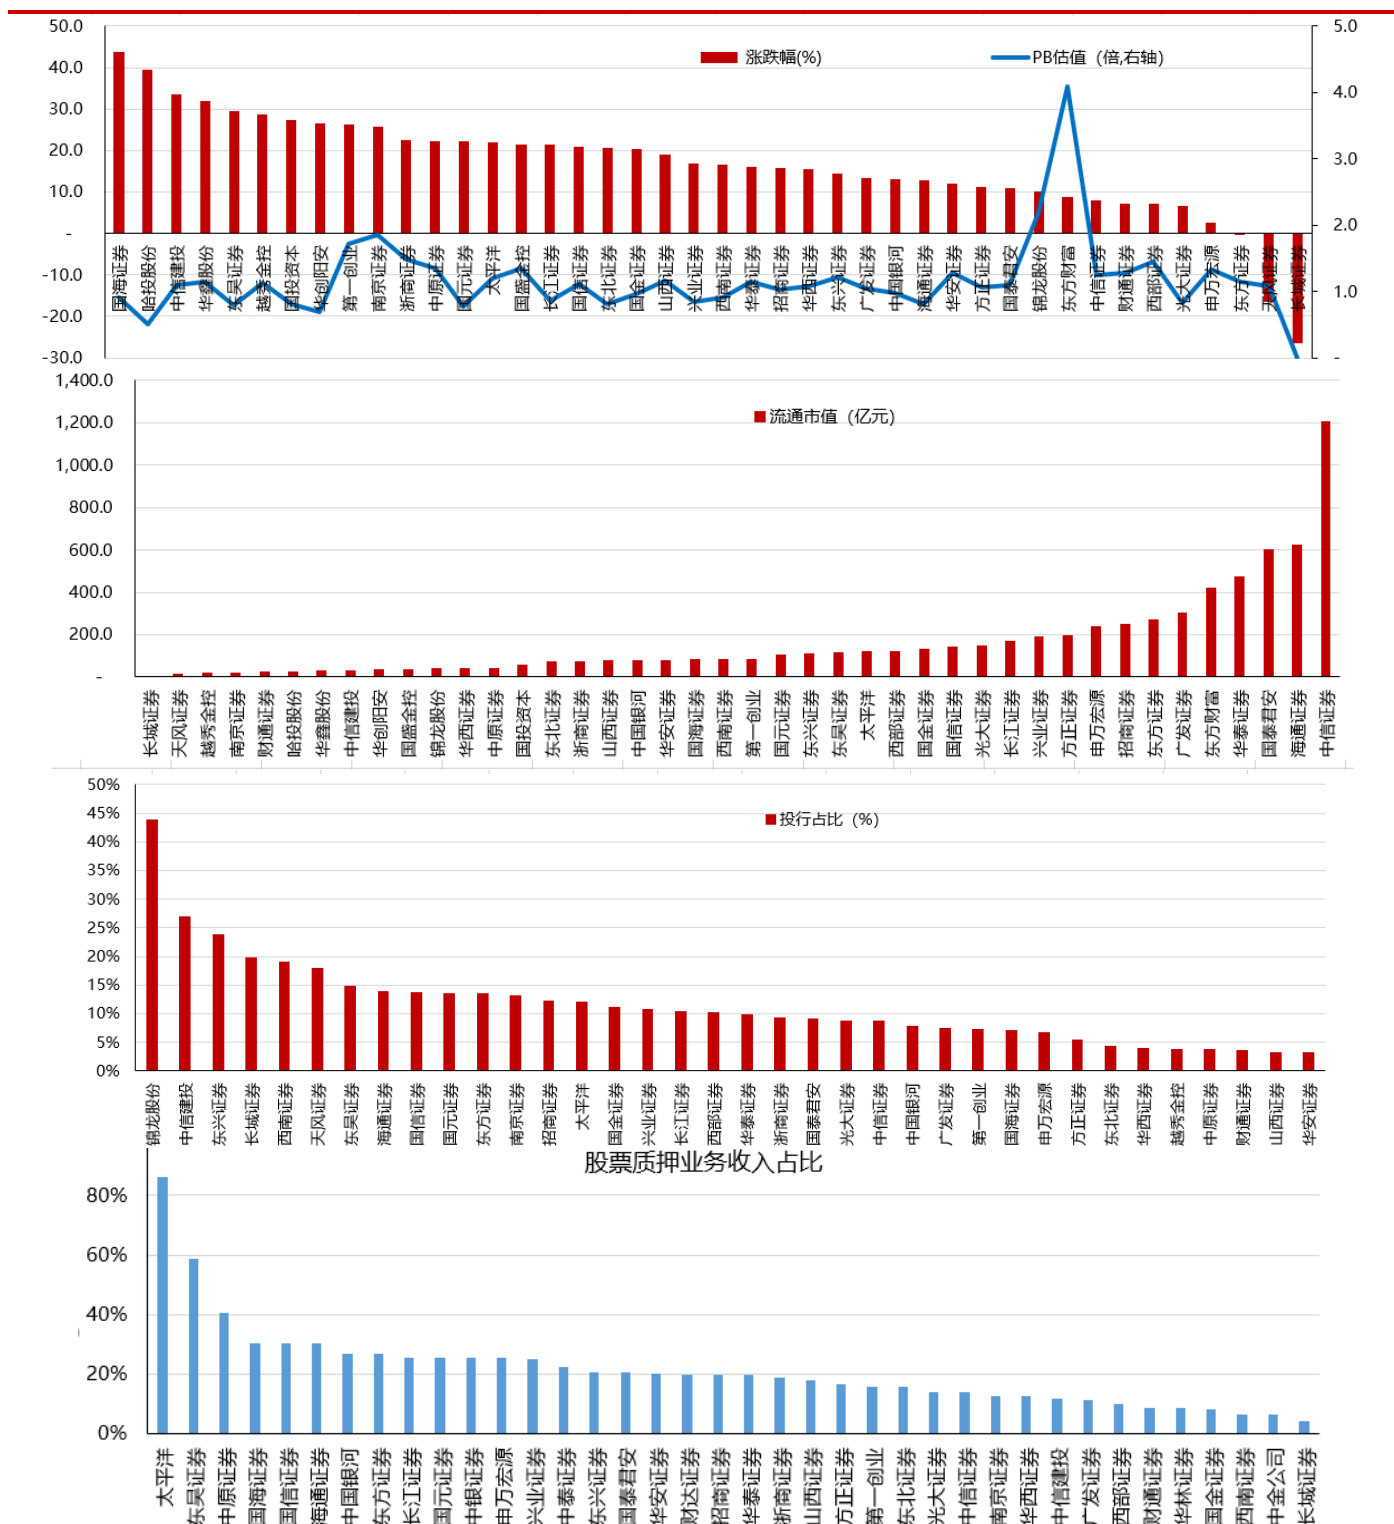 50.0
40.0
30.0
20.0
10.0
-
-10.0
-20.0
-30.0
涨跌幅(%)
PB估值（倍,右轴）
5.0
4.0
3.0
2.0
1.0
-
国海证券
哈投股份
中信建投
华鑫股份
东吴证券
越秀金控
国投资本
华创阳安
第一创业
南京证券
浙商证券
中原证券
国元证券
太平洋
国盛金控
长江证券
国信证券
东北证券
国金证券
山西证券
兴业证券
西南证券
华泰证券
招商证券
华西证券
东兴证券
广发证券
中国银河
海通证券
华安证券
方正证券
国泰君安
锦龙股份
东方财富
中信证券
财通证券
西部证券
光大证券
申万宏源
东方证券
天风证券
长城证券
1,400.0
1,200.0
1,000.0
800.0
600.0
400.0
200.0
-
流通市值（亿元）
长城证券
天风证券
越秀金控
南京证券
财通证券
哈投股份
华鑫股份
中信建投
华创阳安
国盛金控
锦龙股份
华西证券
中原证券
国投资本
东北证券
浙商证券
山西证券
中国银河
华安证券
国海证券
西南证券
第一创业
国元证券
东兴证券
东吴证券
太平洋
西部证券
国金证券
国信证券
光大证券
长江证券
兴业证券
方正证券
申万宏源
招商证券
东方证券
广发证券
东方财富
华泰证券
国泰君安
海通证券
中信证券
50%
45%
40%
35%
30%
25%
20%
15%
10%
5%
0%
投行占比（%）
锦龙股份
中信建投
东兴证券
长城证券
西南证券
天风证券
东吴证券
海通证券
国信证券
国元证券
东方证券
南京证券
招商证券
太平洋
国金证券
兴业证券
长江证券
西部证券
华泰证券
浙商证券
国泰君安
光大证券
中信证券
中国银河
广发证券
第一创业
国海证券
申万宏源
方正证券
东北证券
华西证券
越秀金控
中原证券
财通证券
山西证券
华安证券
股票质押业务收入占比
80%
60%
40%
20%
0%
太平洋
东吴证券
中原证券
国海证券
国信证券
海通证券
中国银河
东方证券
长江证券
国元证券
中银证券
申万宏源
兴业证券
中泰证券
东兴证券
国泰君安
华安证券
财达证券
招商证券
华泰证券
浙商证券
山西证券
方正证券
第一创业
东北证券
光大证券
中信证券
南京证券
华西证券
中信建投
广发证券
西部证券
财通证券
华林证券
国金证券
西南证券
中金公司
长城证券